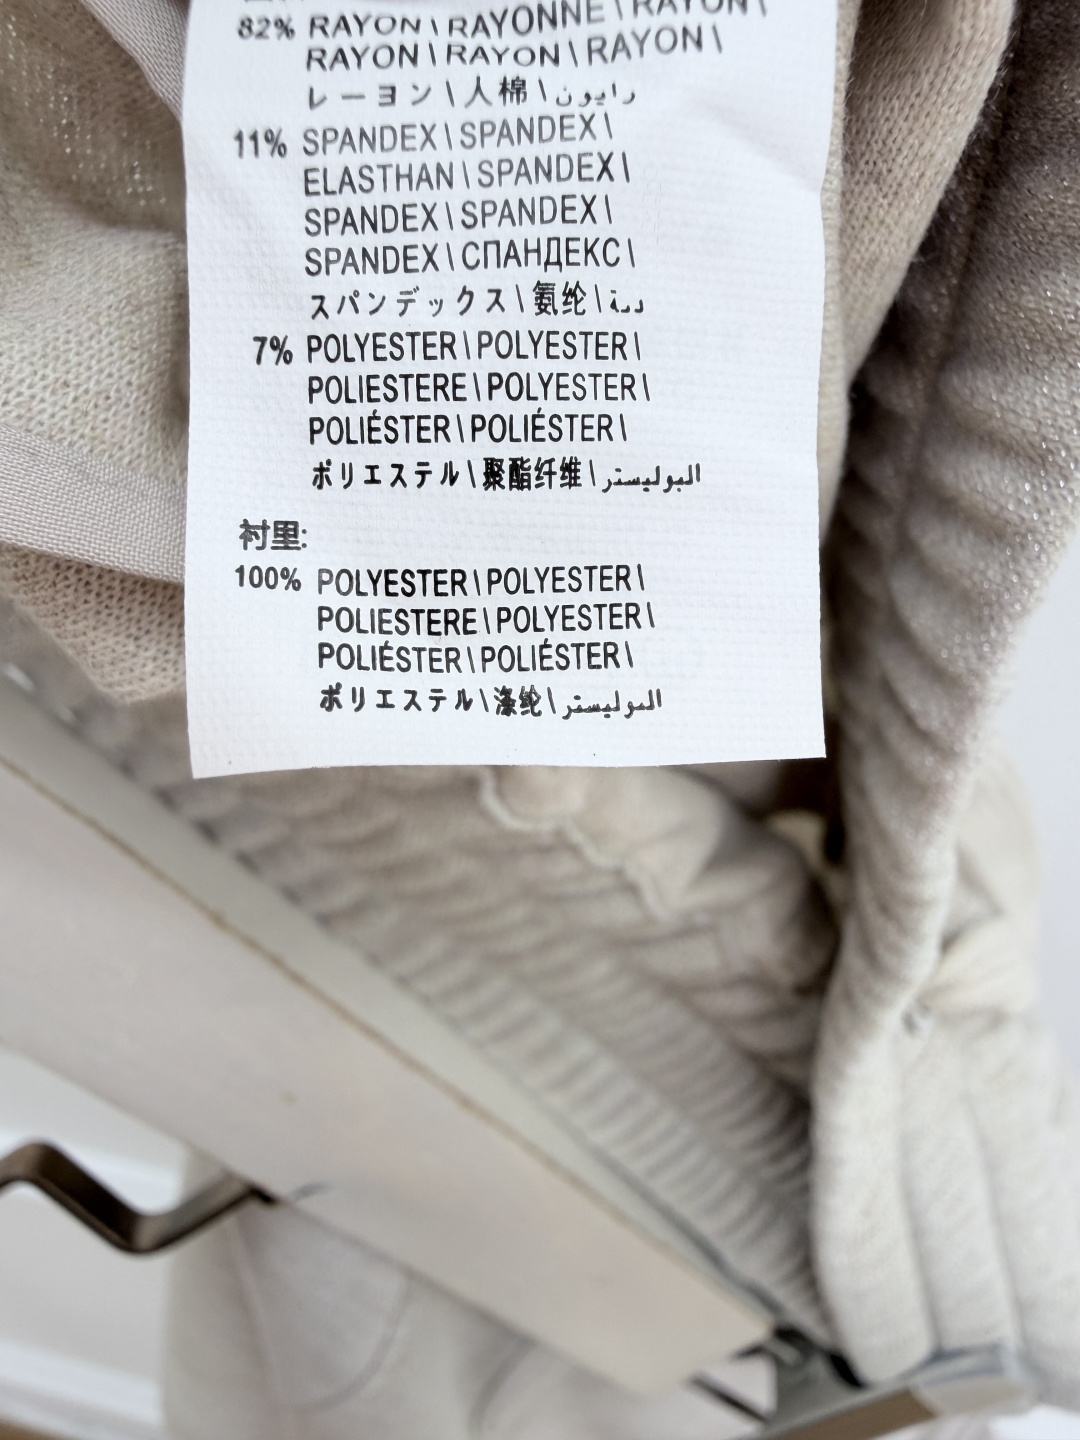 82% RAYON \ RAYONNE \ RAYON \
RAYON \ RAYON \ RAYON \
レーヨン \ 人棉 \ رايون
11% SPANDEX \ SPANDEX \
ELASTHAN \ SPANDEX \
SPANDEX \ SPANDEX \
SPANDEX \ СПАНДЕКС \
スパンデックス \ 氨纶 \
7% POLYESTER \ POLYESTER \
POLIESTERE \ POLYESTER \
POLIÉSTER \ POLIÉSTER \
ポリエステル \ 聚酯纤维 \ البوليستر
衬里:
100% POLYESTER \ POLYESTER \
POLIESTERE \ POLYESTER \
POLIÉSTER \ POLIÉSTER \
ポリエステル \ 涤纶 \ البوليستر